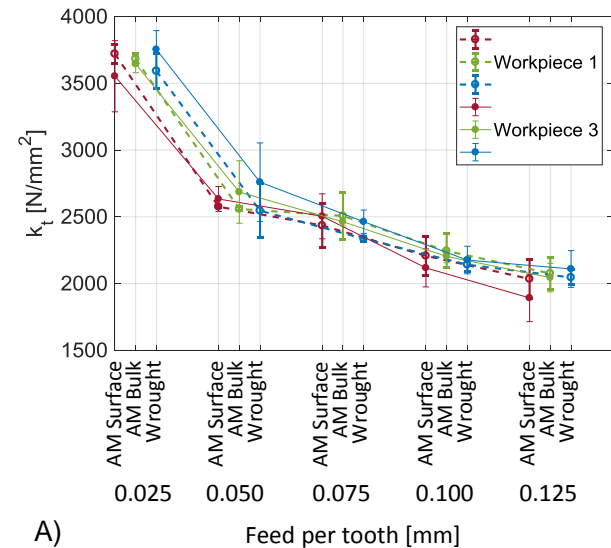 4000
3500
3000
2500
2000
1500
k_t [N/mm²]
Workpiece 1
Workpiece 3
AM Surface
AM Bulk
Wrought
AM Surface
AM Bulk
Wrought
AM Surface
AM Bulk
Wrought
AM Surface
AM Bulk
Wrought
AM Surface
AM Bulk
Wrought
0.025 0.050 0.075 0.100 0.125
A) Feed per tooth [mm]